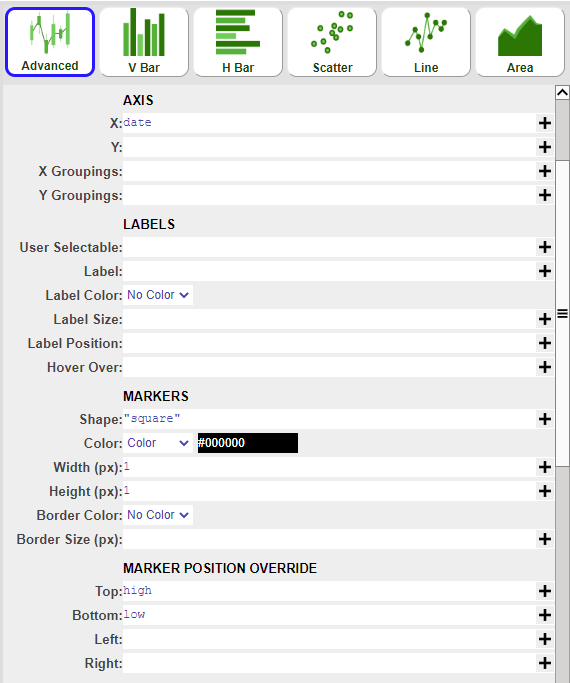 Advanced V Bar H Bar Scatter Line Area
AXIS
X: date
Y:
X Groupings:
Y Groupings:
LABELS
User Selectable:
Label:
Label Color: No Color
Label Size:
Label Position:
Hover Over:
MARKERS
Shape: "square"
Color: Color #000000
Width (px): 1
Height (px): 1
Border Color: No Color
Border Size (px):
MARKER POSITION OVERRIDE
Top: high
Bottom: low
Left:
Right: